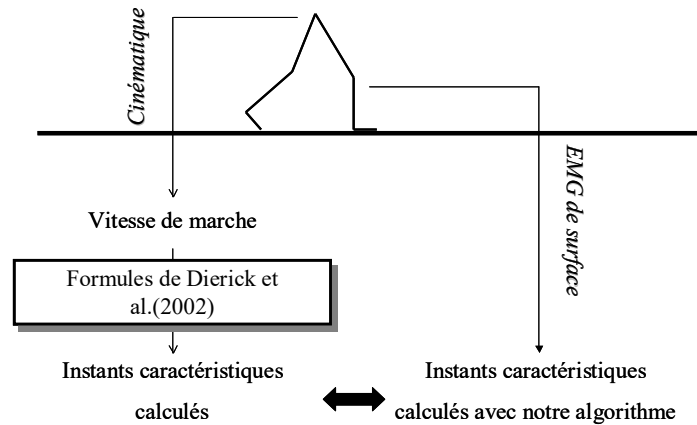 Cinématique
EMG de surface
Vitesse de marche
Formules de Dierick et
al.(2002)
Instants caractéristiques
calculés
Instants caractéristiques
calculés avec notre algorithme